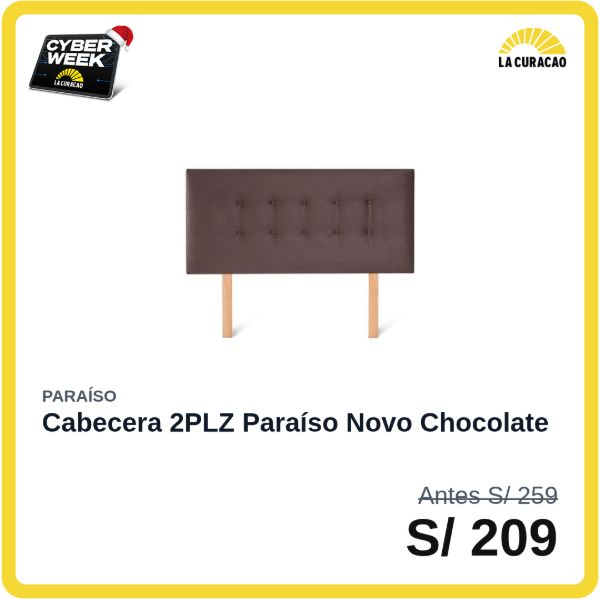 CYBER
WEEK
LA CURACAO
LA CURACAO
PARAÍSO
Cabecera 2PLZ Paraíso Novo Chocolate
Antes S/ 259
S/ 209